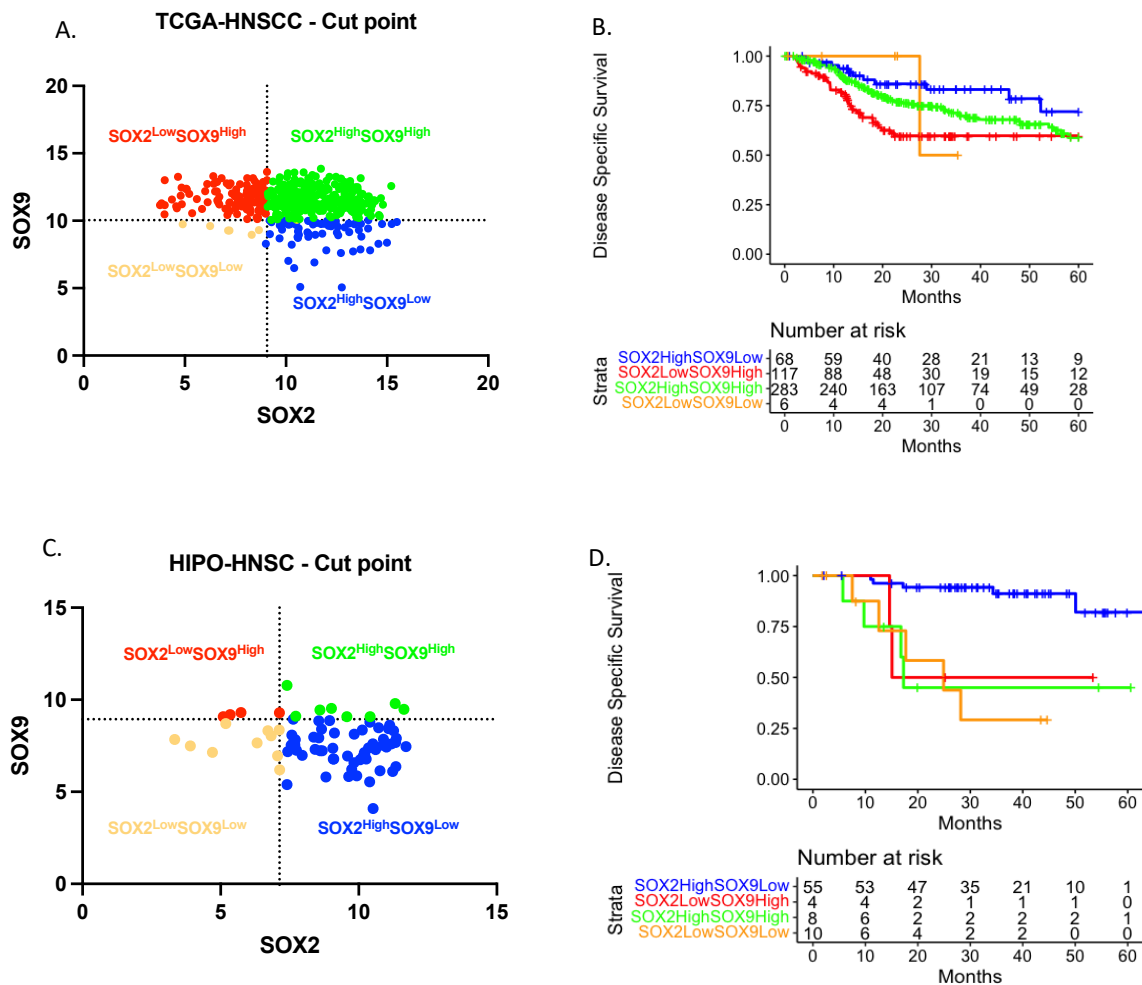 A.
TCGA-HNSCC - Cut point
SOX9
20
15
10
5
0
SOX2LowSOX9High
SOX2HighSOX9High
SOX2LowSOX9Low
SOX2HighSOX9Low
0 5 10 15 20
SOX2
B.
Disease Specific Survival
1.00
0.75
0.50
0.00
0 10 20 30 40 50 60
Months
Number at risk
Strata
SOX2HighSOX9Low 68 59 40 28 21 13 9
SOX2LowSOX9High 117 88 48 30 19 15 12
SOX2HighSOX9High 283 240 163 107 74 49 28
SOX2LowSOX9Low 6 4 4 1 0 0 0
0 10 20 30 40 50 60
Months
C.
HIPO-HNSC - Cut point
SOX9
15
10
5
0
SOX2LowSOX9High
SOX2HighSOX9High
SOX2LowSOX9Low
SOX2HighSOX9Low
0 5 10 15
SOX2
D.
Disease Specific Survival
1.00
0.75
0.50
0.25
0.00
0 10 20 30 40 50 60
Months
Number at risk
Strata
SOX2HighSOX9Low 55 53 47 35 21 10 1
SOX2LowSOX9High 4 4 2 1 1 1 0
SOX2HighSOX9High 8 6 2 2 2 2 1
SOX2LowSOX9Low 10 6 4 2 2 0 0
0 10 20 30 40 50 60
Months